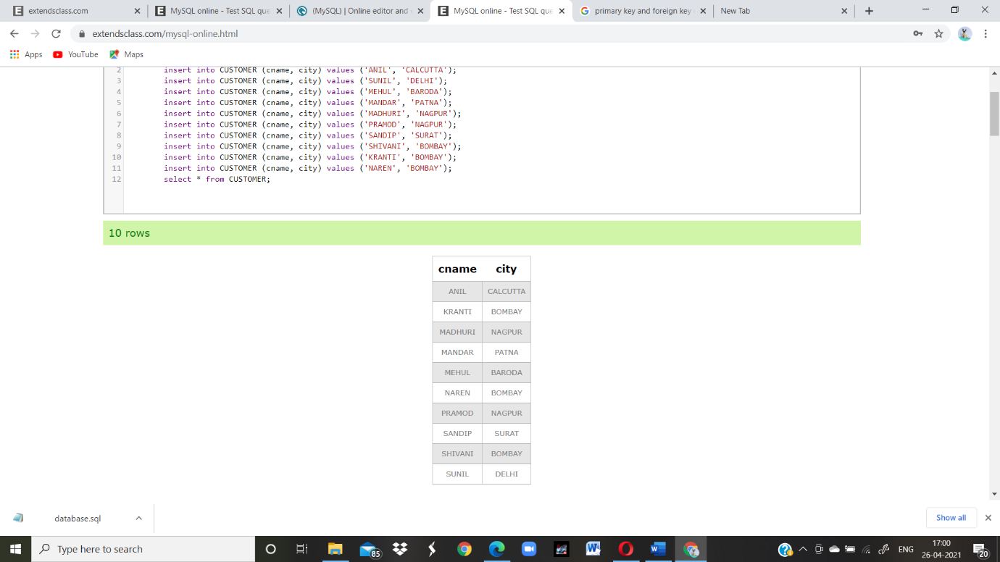 extendsclass.com
MySQL online - Test SQL que
(MySQL) | Online editor and
MySQL online - Test SQL que
primary key and foreign key
New Tab
extendsclass.com/mysql-online.html
Apps YouTube Maps
2 insert into CUSTOMER (cname, city) values ('ANIL', 'CALCUTTA');
3 insert into CUSTOMER (cname, city) values ('SUNIL', 'DELHI');
4 insert into CUSTOMER (cname, city) values ('MEHUL', 'BARODA');
5 insert into CUSTOMER (cname, city) values ('MANDAR', 'PATNA');
6 insert into CUSTOMER (cname, city) values ('MADHURI', 'NAGPUR');
7 insert into CUSTOMER (cname, city) values ('PRAMOD', 'NAGPUR');
8 insert into CUSTOMER (cname, city) values ('SANDIP', 'SURAT');
9 insert into CUSTOMER (cname, city) values ('SHIVANI', 'BOMBAY');
10 insert into CUSTOMER (cname, city) values ('KRANTI', 'BOMBAY');
11 insert into CUSTOMER (cname, city) values ('NAREN', 'BOMBAY');
12 select * from CUSTOMER;
10 rows
cname city
ANIL CALCUTTA
KRANTI BOMBAY
MADHURI NAGPUR
MANDAR PATNA
MEHUL BARODA
NAREN BOMBAY
PRAMOD NAGPUR
SANDIP SURAT
SHIVANI BOMBAY
SUNIL DELHI
database.sql
Show all
Type here to search
85
ENG
17:00
26-04-2021
20